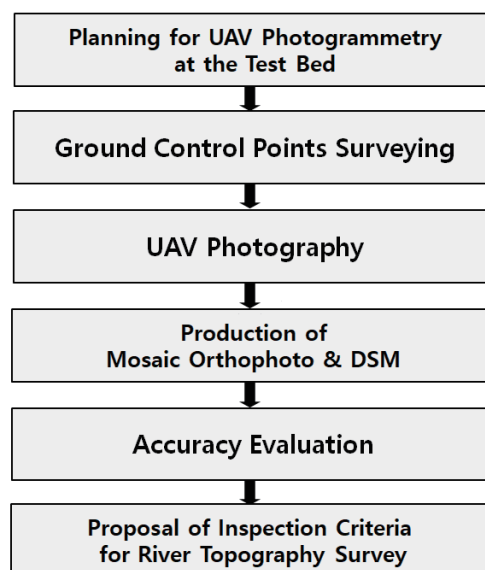 Planning for UAV Photogrammetry
at the Test Bed
Ground Control Points Surveying
UAV Photography
Production of
Mosaic Orthophoto & DSM
Accuracy Evaluation
Proposal of Inspection Criteria
for River Topography Survey